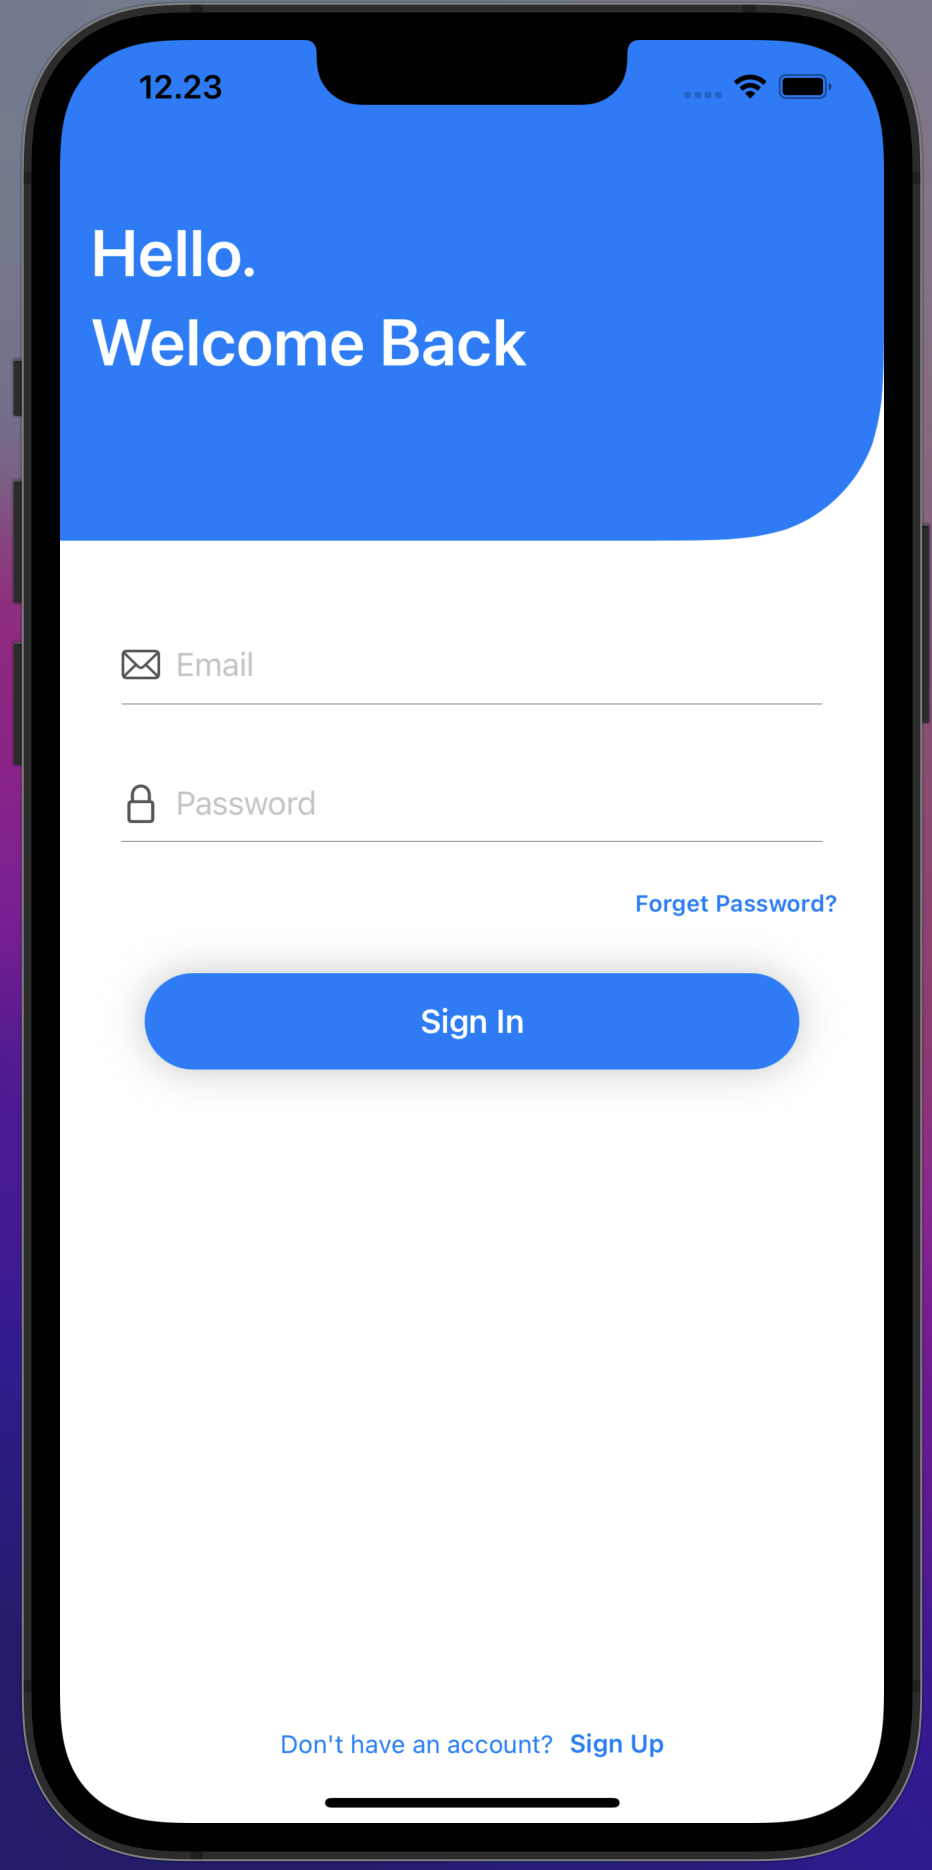 12.23
Hello.
Welcome Back
Email
Password
Forget Password?
Sign In
Don't have an account? Sign Up